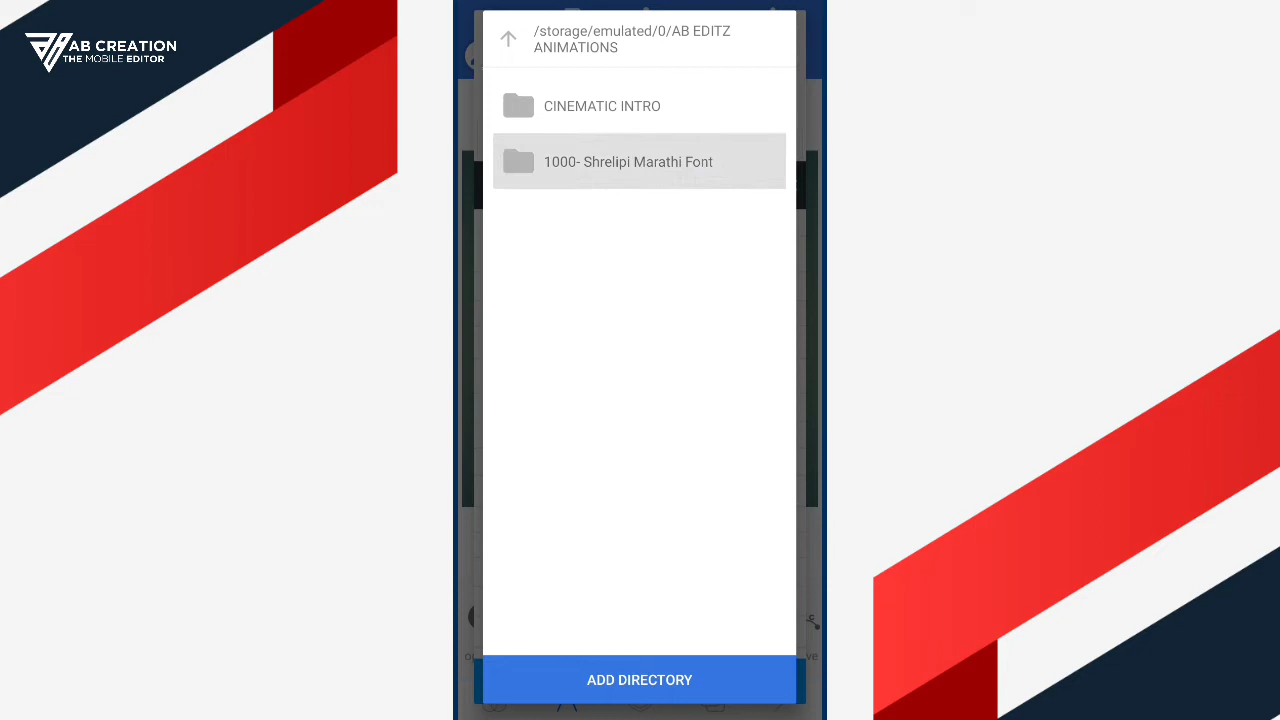 AB CREATION
THE MOBILE EDITOR
/storage/emulated/0/AB EDITZ
ANIMATIONS
CINEMATIC INTRO
1000- Shrelipi Marathi Font
ADD DIRECTORY